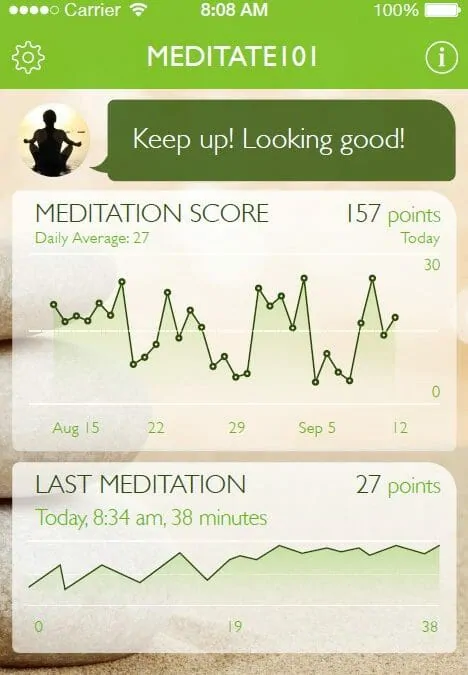 Carrier 8:08 AM 100%
MEDITATE101
i
Keep up! Looking good!
MEDITATION SCORE 157 points
Daily Average: 27 Today
30
0
Aug 15 22 29 Sep 5 12
LAST MEDITATION 27 points
Today, 8:34 am, 38 minutes
0 19 38